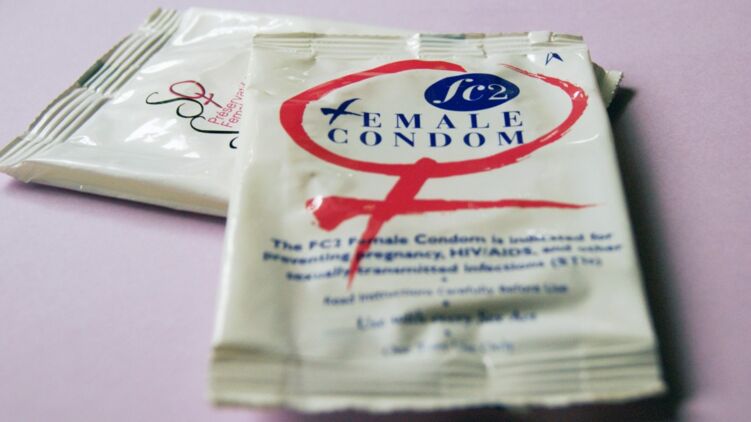 fc2
FEMALE
CONDOM
The FC2 Female Condom is indicated for
preventing pregnancy, HIV/AIDS, and other
sexually transmitted infections (STIs)
Read Instructions Carefully Before Use
Use with every Sex Act
Préservatif